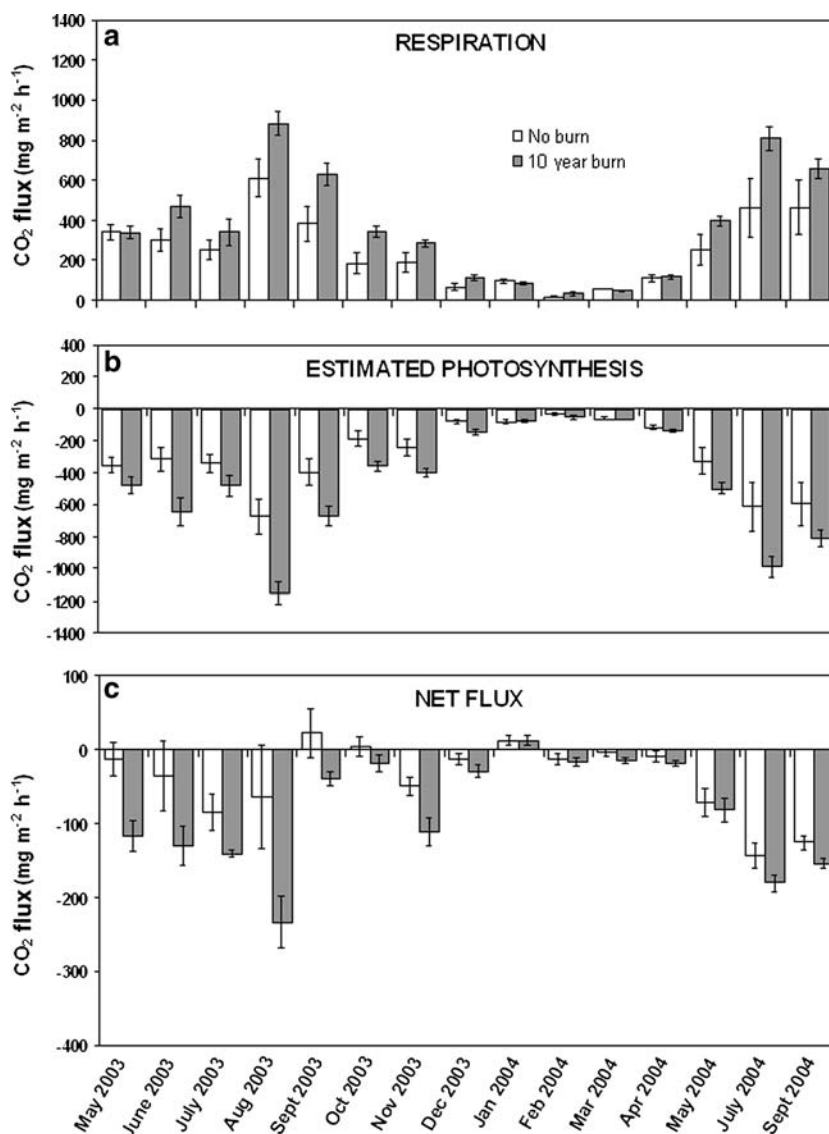 a
RESPIRATION
CO₂ flux (mg m⁻² h⁻¹)
1400
1200
1000
800
600
400
200
0
No burn
10 year burn
b
ESTIMATED PHOTOSYNTHESIS
CO₂ flux (mg m⁻² h⁻¹)
400
200
0
-200
-400
-600
-800
-1000
-1200
-1400
c
NET FLUX
CO₂ flux (mg m⁻² h⁻¹)
100
0
-100
-200
-300
-400
May 2003
June 2003
July 2003
Aug 2003
Sept 2003
Oct 2003
Nov 2003
Dec 2003
Jan 2004
Feb 2004
Mar 2004
Apr 2004
May 2004
July 2004
Sept 2004